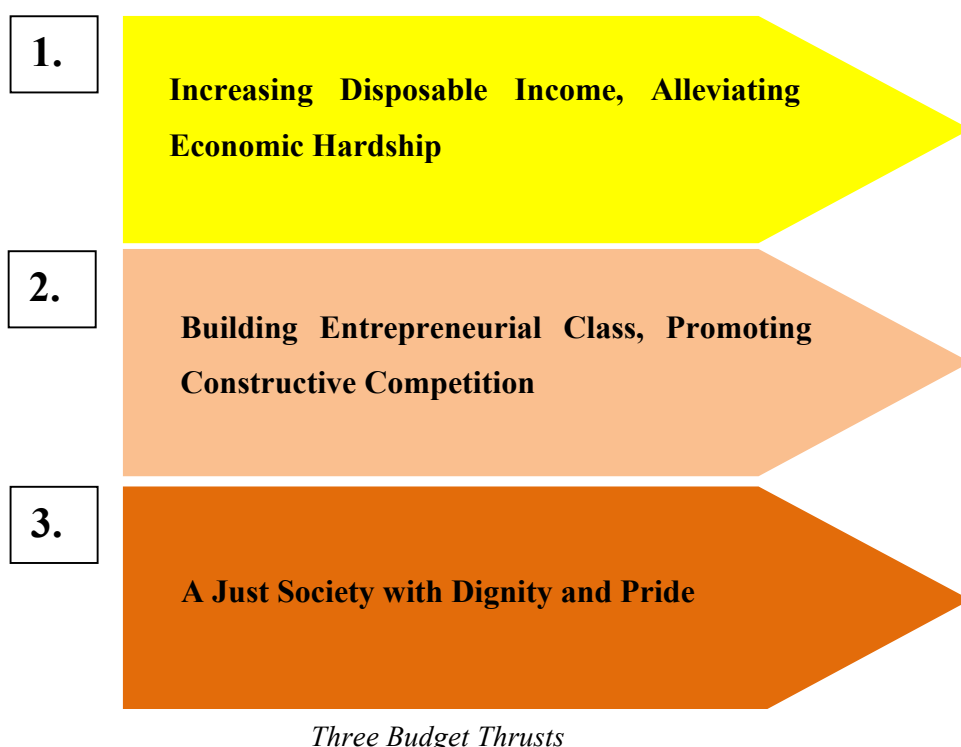 1.
Increasing Disposable Income, Alleviating
Economic Hardship
2.
Building Entrepreneurial Class, Promoting
Constructive Competition
3.
A Just Society with Dignity and Pride
Three Budget Thrusts